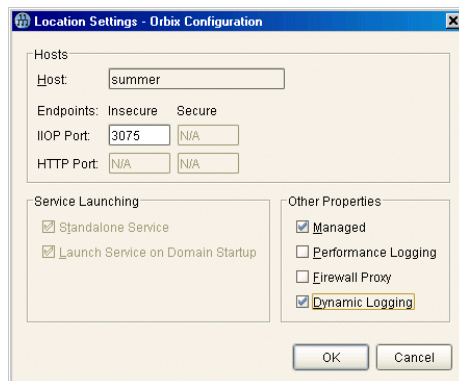 Location Settings - Orbix Configuration
Hosts
Host: summer
Endpoints: Insecure Secure
IIOP Port: 3075 N/A
HTTP Port: N/A N/A
Service Launching
Standalone Service
Launch Service on Domain Startup
Other Properties
Managed
Performance Logging
Firewall Proxy
Dynamic Logging
OK Cancel